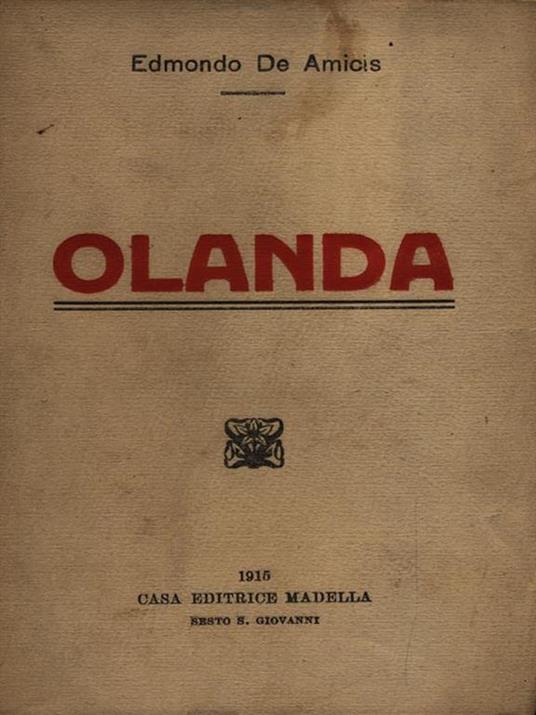 Edmondo De Amicis
OLANDA
1915
CASA EDITRICE MADELLA
SESTO S. GIOVANNI